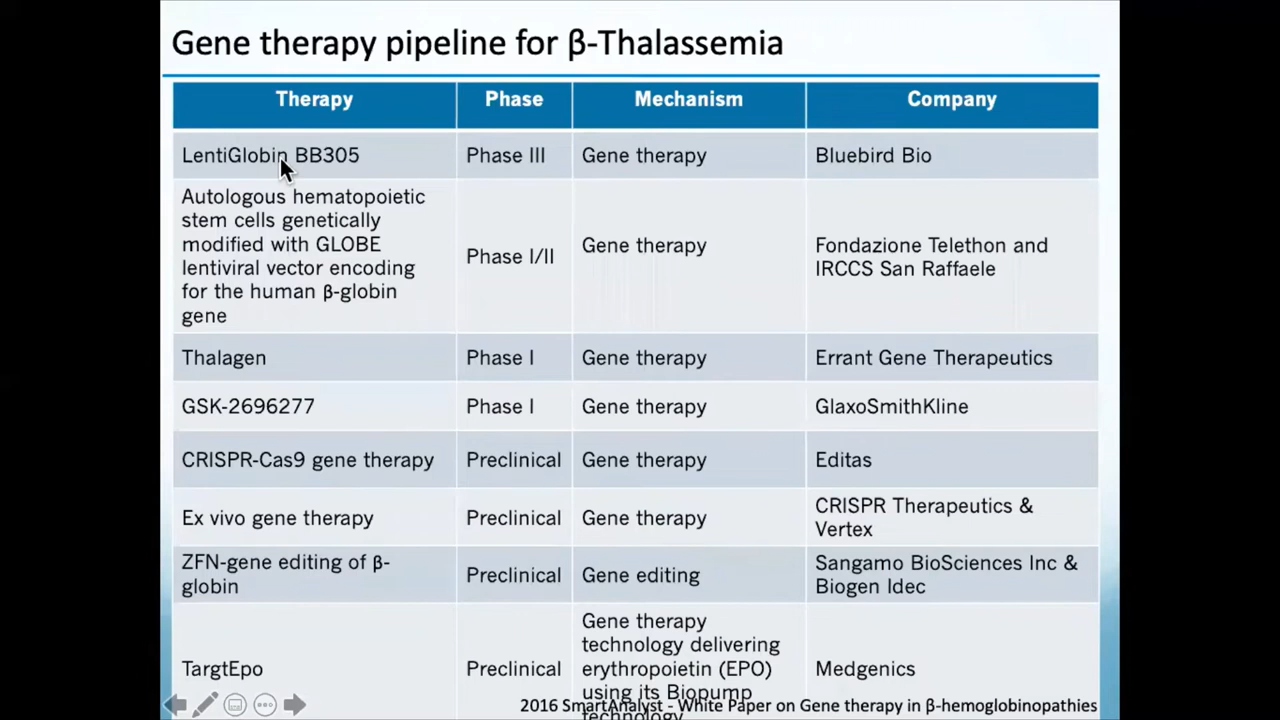 Gene therapy pipeline for β-Thalassemia
Therapy Phase Mechanism Company
LentiGlobin BB305 Phase III Gene therapy Bluebird Bio
Autologous hematopoietic
stem cells genetically
modified with GLOBE
lentiviral vector encoding
for the human β-globin
gene
Phase I/II
Gene therapy
Fondazione Telethon and
IRCCS San Raffaele
Thalagen Phase I Gene therapy Errant Gene Therapeutics
GSK-2696277 Phase I Gene therapy GlaxoSmithKline
CRISPR-Cas9 gene therapy Preclinical Gene therapy Editas
Ex vivo gene therapy Preclinical Gene therapy
CRISPR Therapeutics &
Vertex
ZFN-gene editing of β-
globin
Preclinical Gene editing
Sangamo BioSciences Inc &
Biogen Idec
TargtEpo Preclinical
Gene therapy
technology delivering
erythropoietin (EPO)
using its Biopump
technology
Medgenics
2016 SmartAnalyst - White Paper on Gene therapy in β-hemoglobinopathies